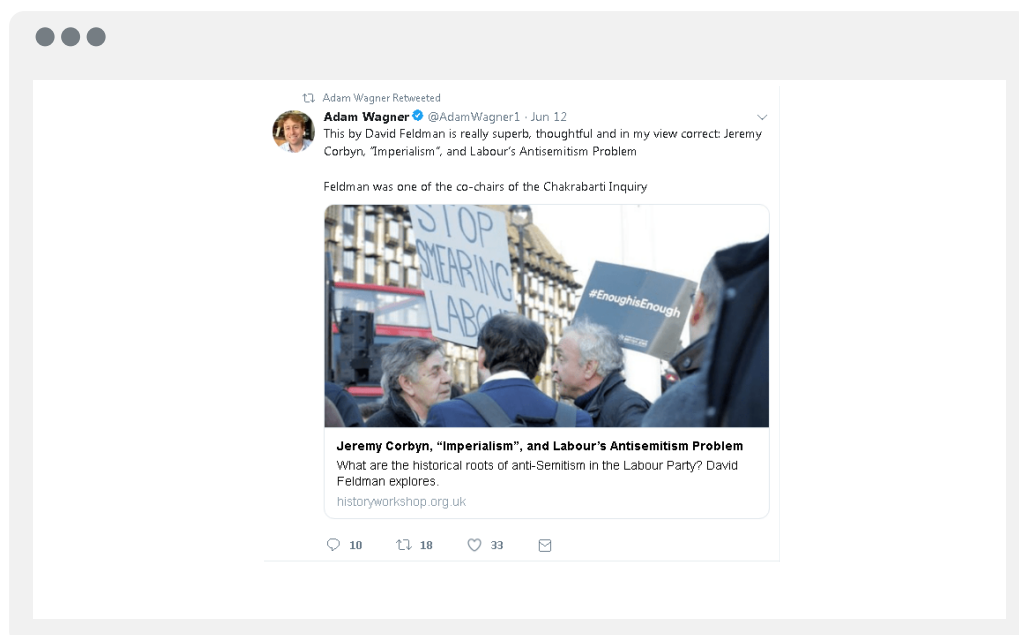 Adam Wagner Retweeted
Adam Wagner @AdamWagner1 · Jun 12
This by David Feldman is really superb, thoughtful and in my view correct: Jeremy
Corbyn, “Imperialism”, and Labour’s Antisemitism Problem
Feldman was one of the co-chairs of the Chakrabarti Inquiry
STOP
SMEARING
LABOU
#EnoughisEnough
Jeremy Corbyn, “Imperialism”, and Labour’s Antisemitism Problem
What are the historical roots of anti-Semitism in the Labour Party? David
Feldman explores.
historyworkshop.org.uk
10 18 33